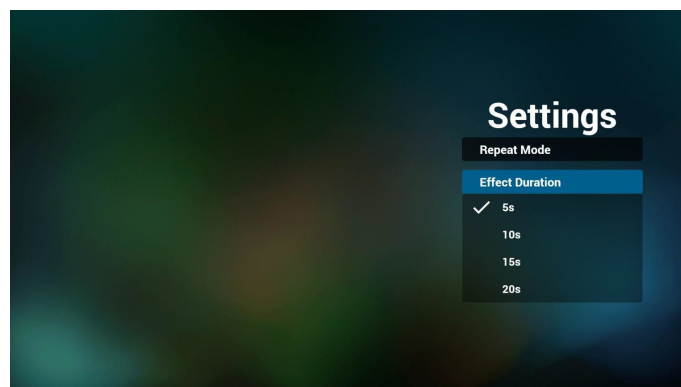 Settings
Repeat Mode
Effect Duration
5s
10s
15s
20s